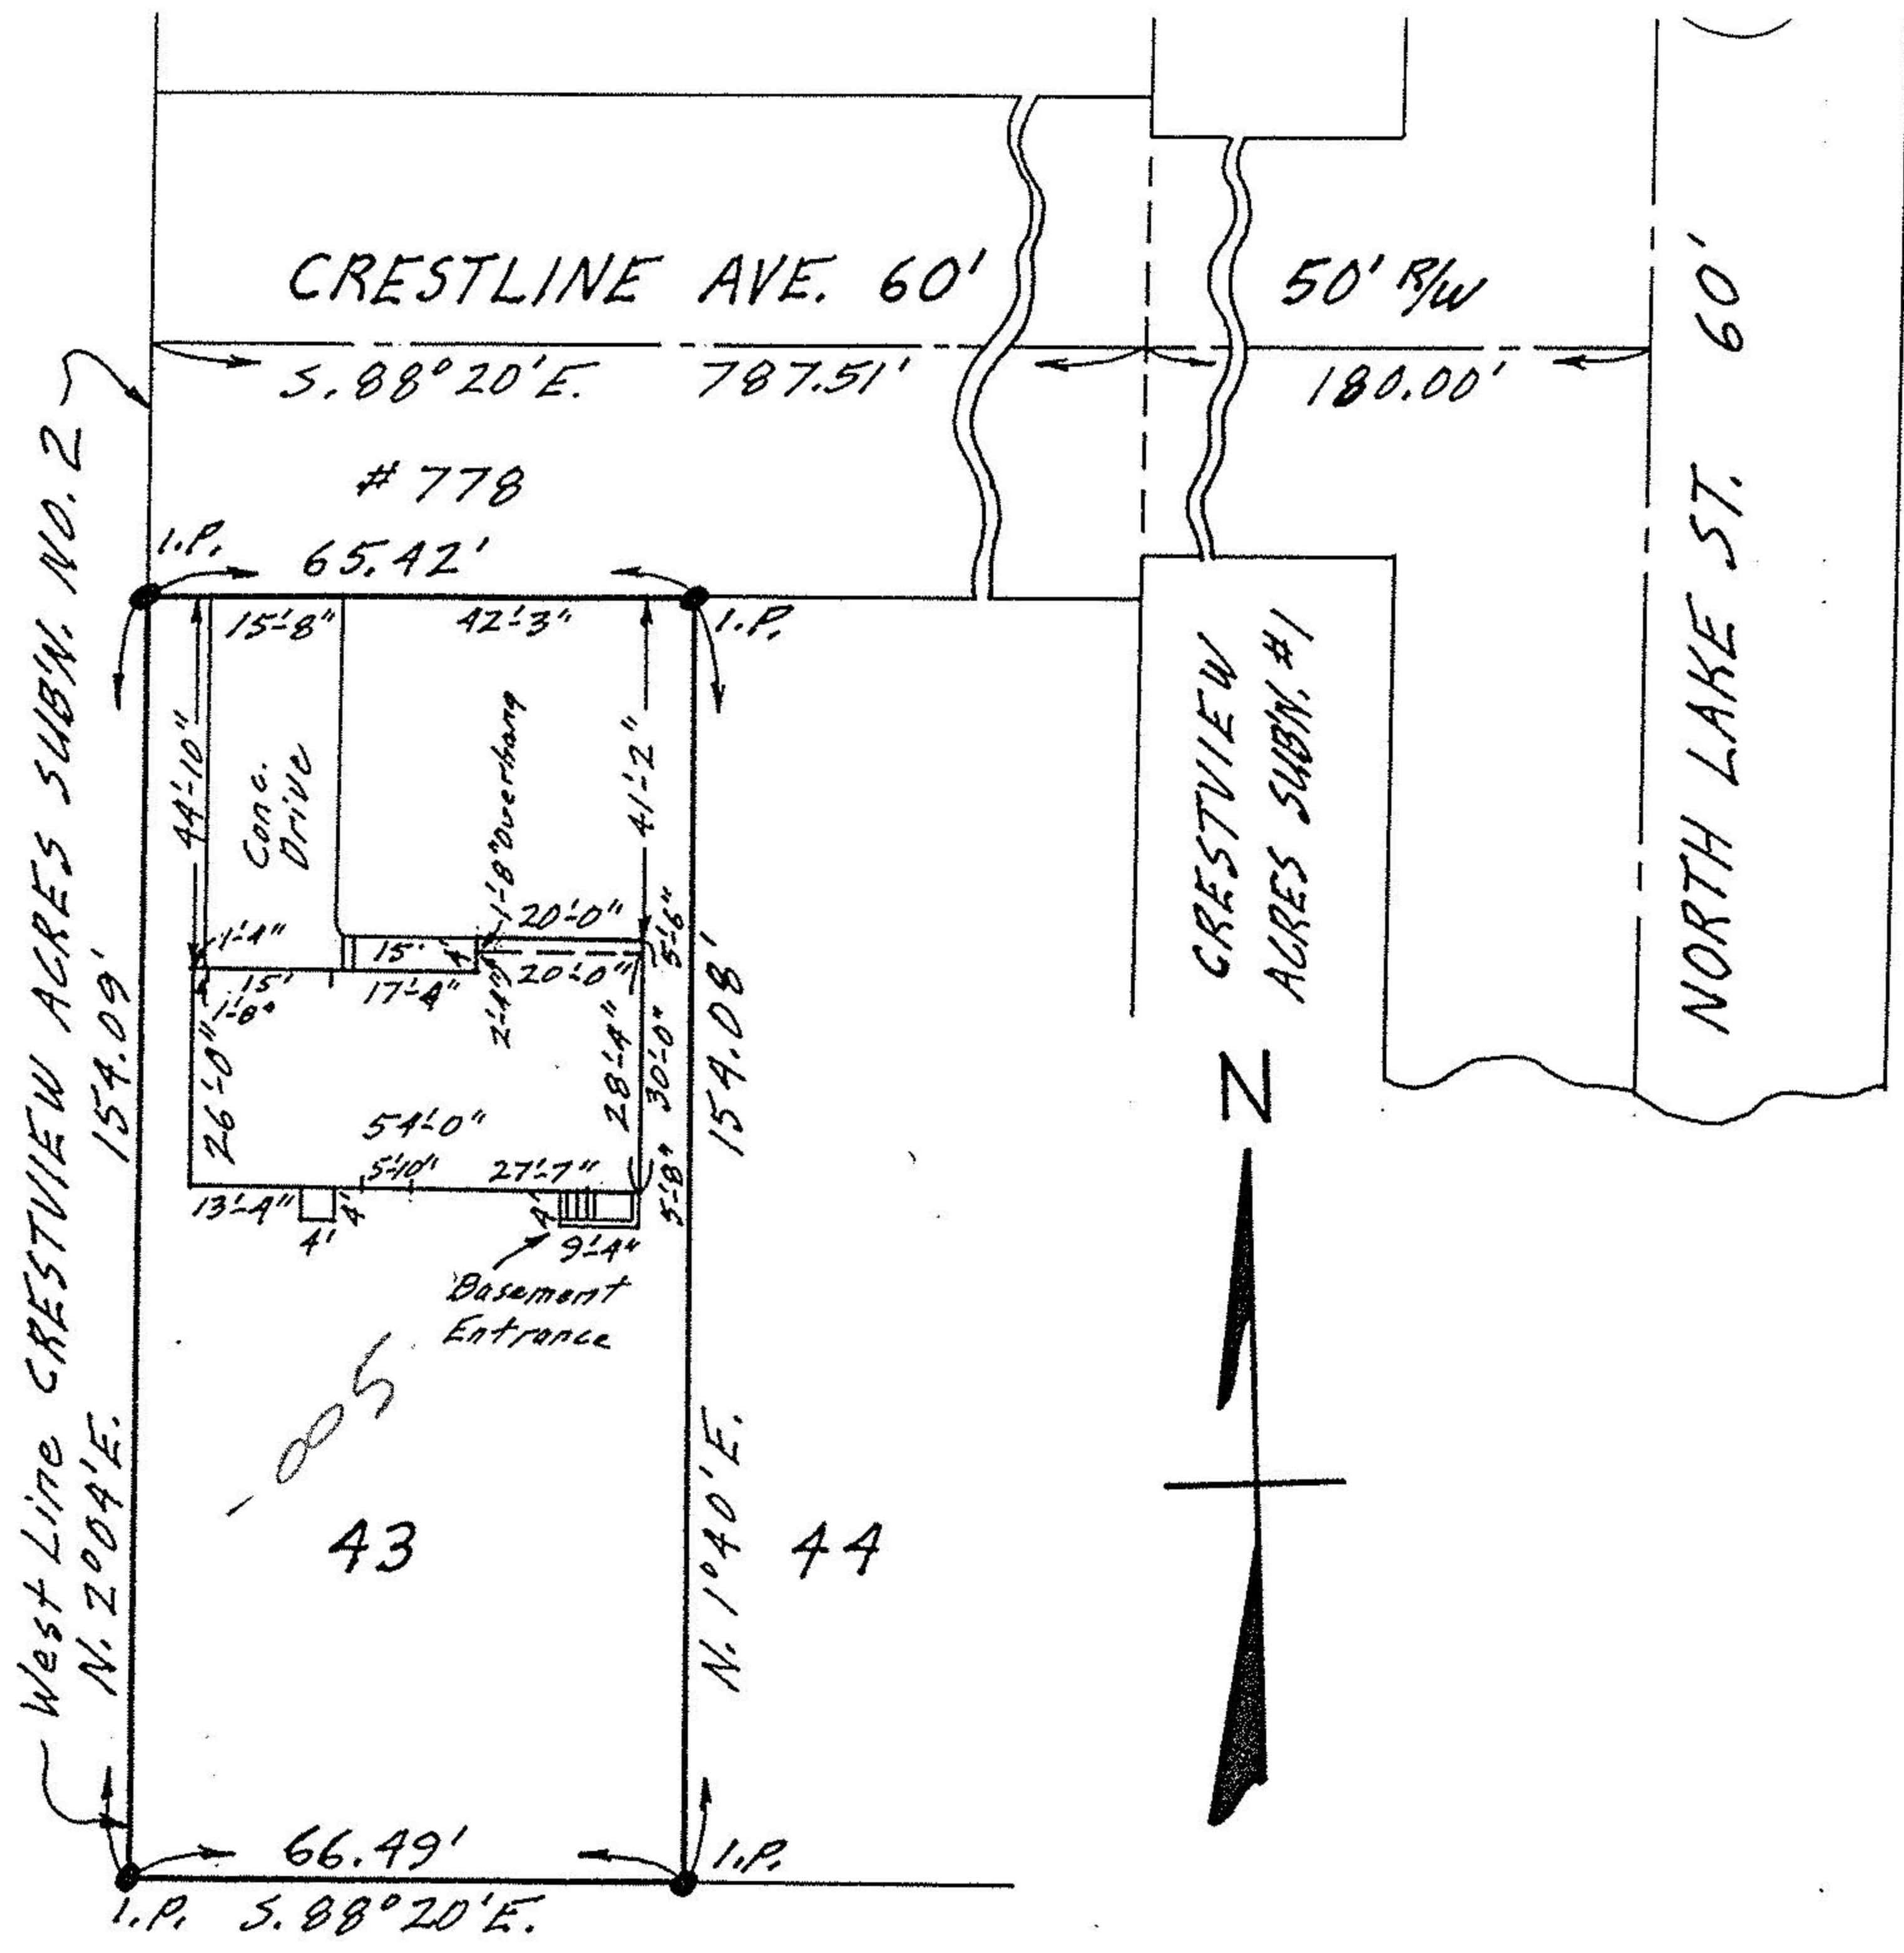 CRESTLINE AVE. 60'
50' R/W
S. 88° 20' E. 787.51'
180.00'
NORTH LAKE ST. 60'
# 778
I.P.
65.42'
I.P.
15'-8"
42'-3"
44'-10"
Conc.
Drive
1'-8" Overhang
41'-2"
1'-4"
15'
4'
20'-0"
5'-6"
15'
17'-4"
20'-0"
1'-8"
2'-4"
26'-0"
28'-4"
30'-0"
54'-0"
5'-10"
27'-7"
5'-8"
13'-4"
4'
4'
4'
9'-4"
Basement
Entrance
West Line CRESTVIEW ACRES SUB'N. NO. 2
N. 2°04' E.
154.09'
154.08'
N. 1°40' E.
CRESTVIEW
ACRES SUB'N. #1
N
-005
43
44
66.49'
I.P.
I.P. S. 88° 20' E.